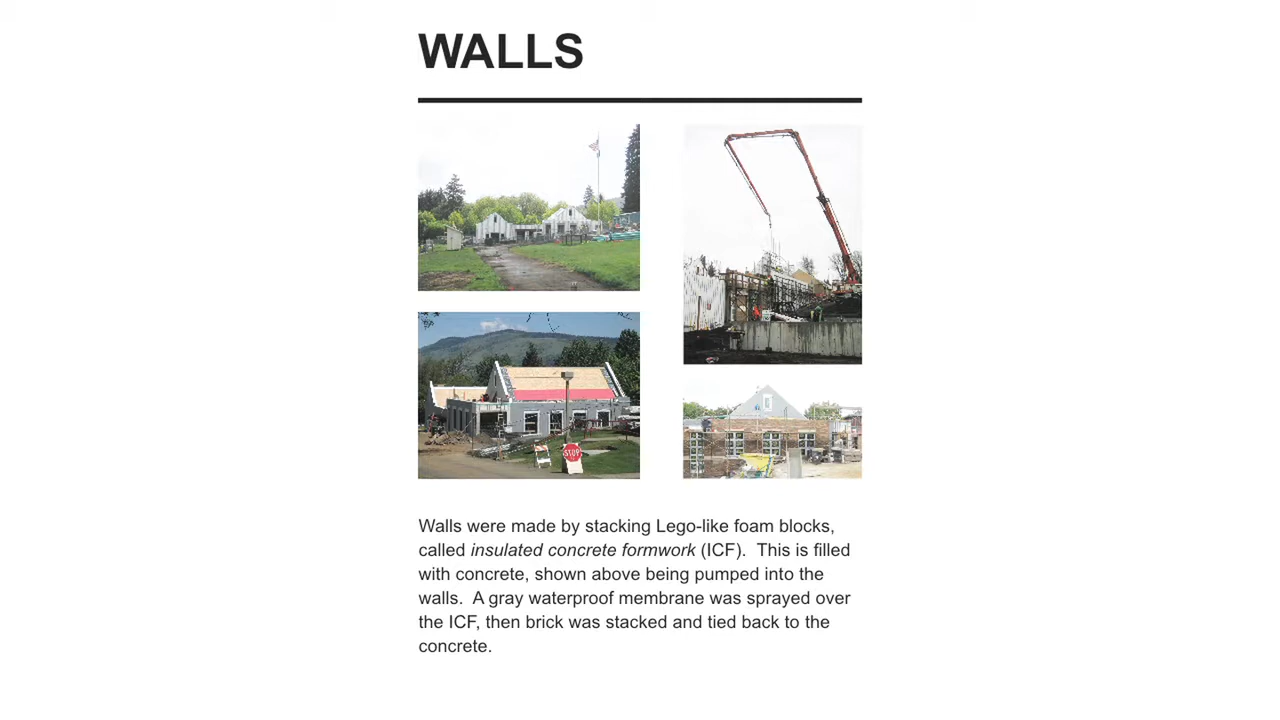 WALLS
STOP
Walls were made by stacking Lego-like foam blocks,
called insulated concrete formwork (ICF).  This is filled
with concrete, shown above being pumped into the
walls.  A gray waterproof membrane was sprayed over
the ICF, then brick was stacked and tied back to the
concrete.